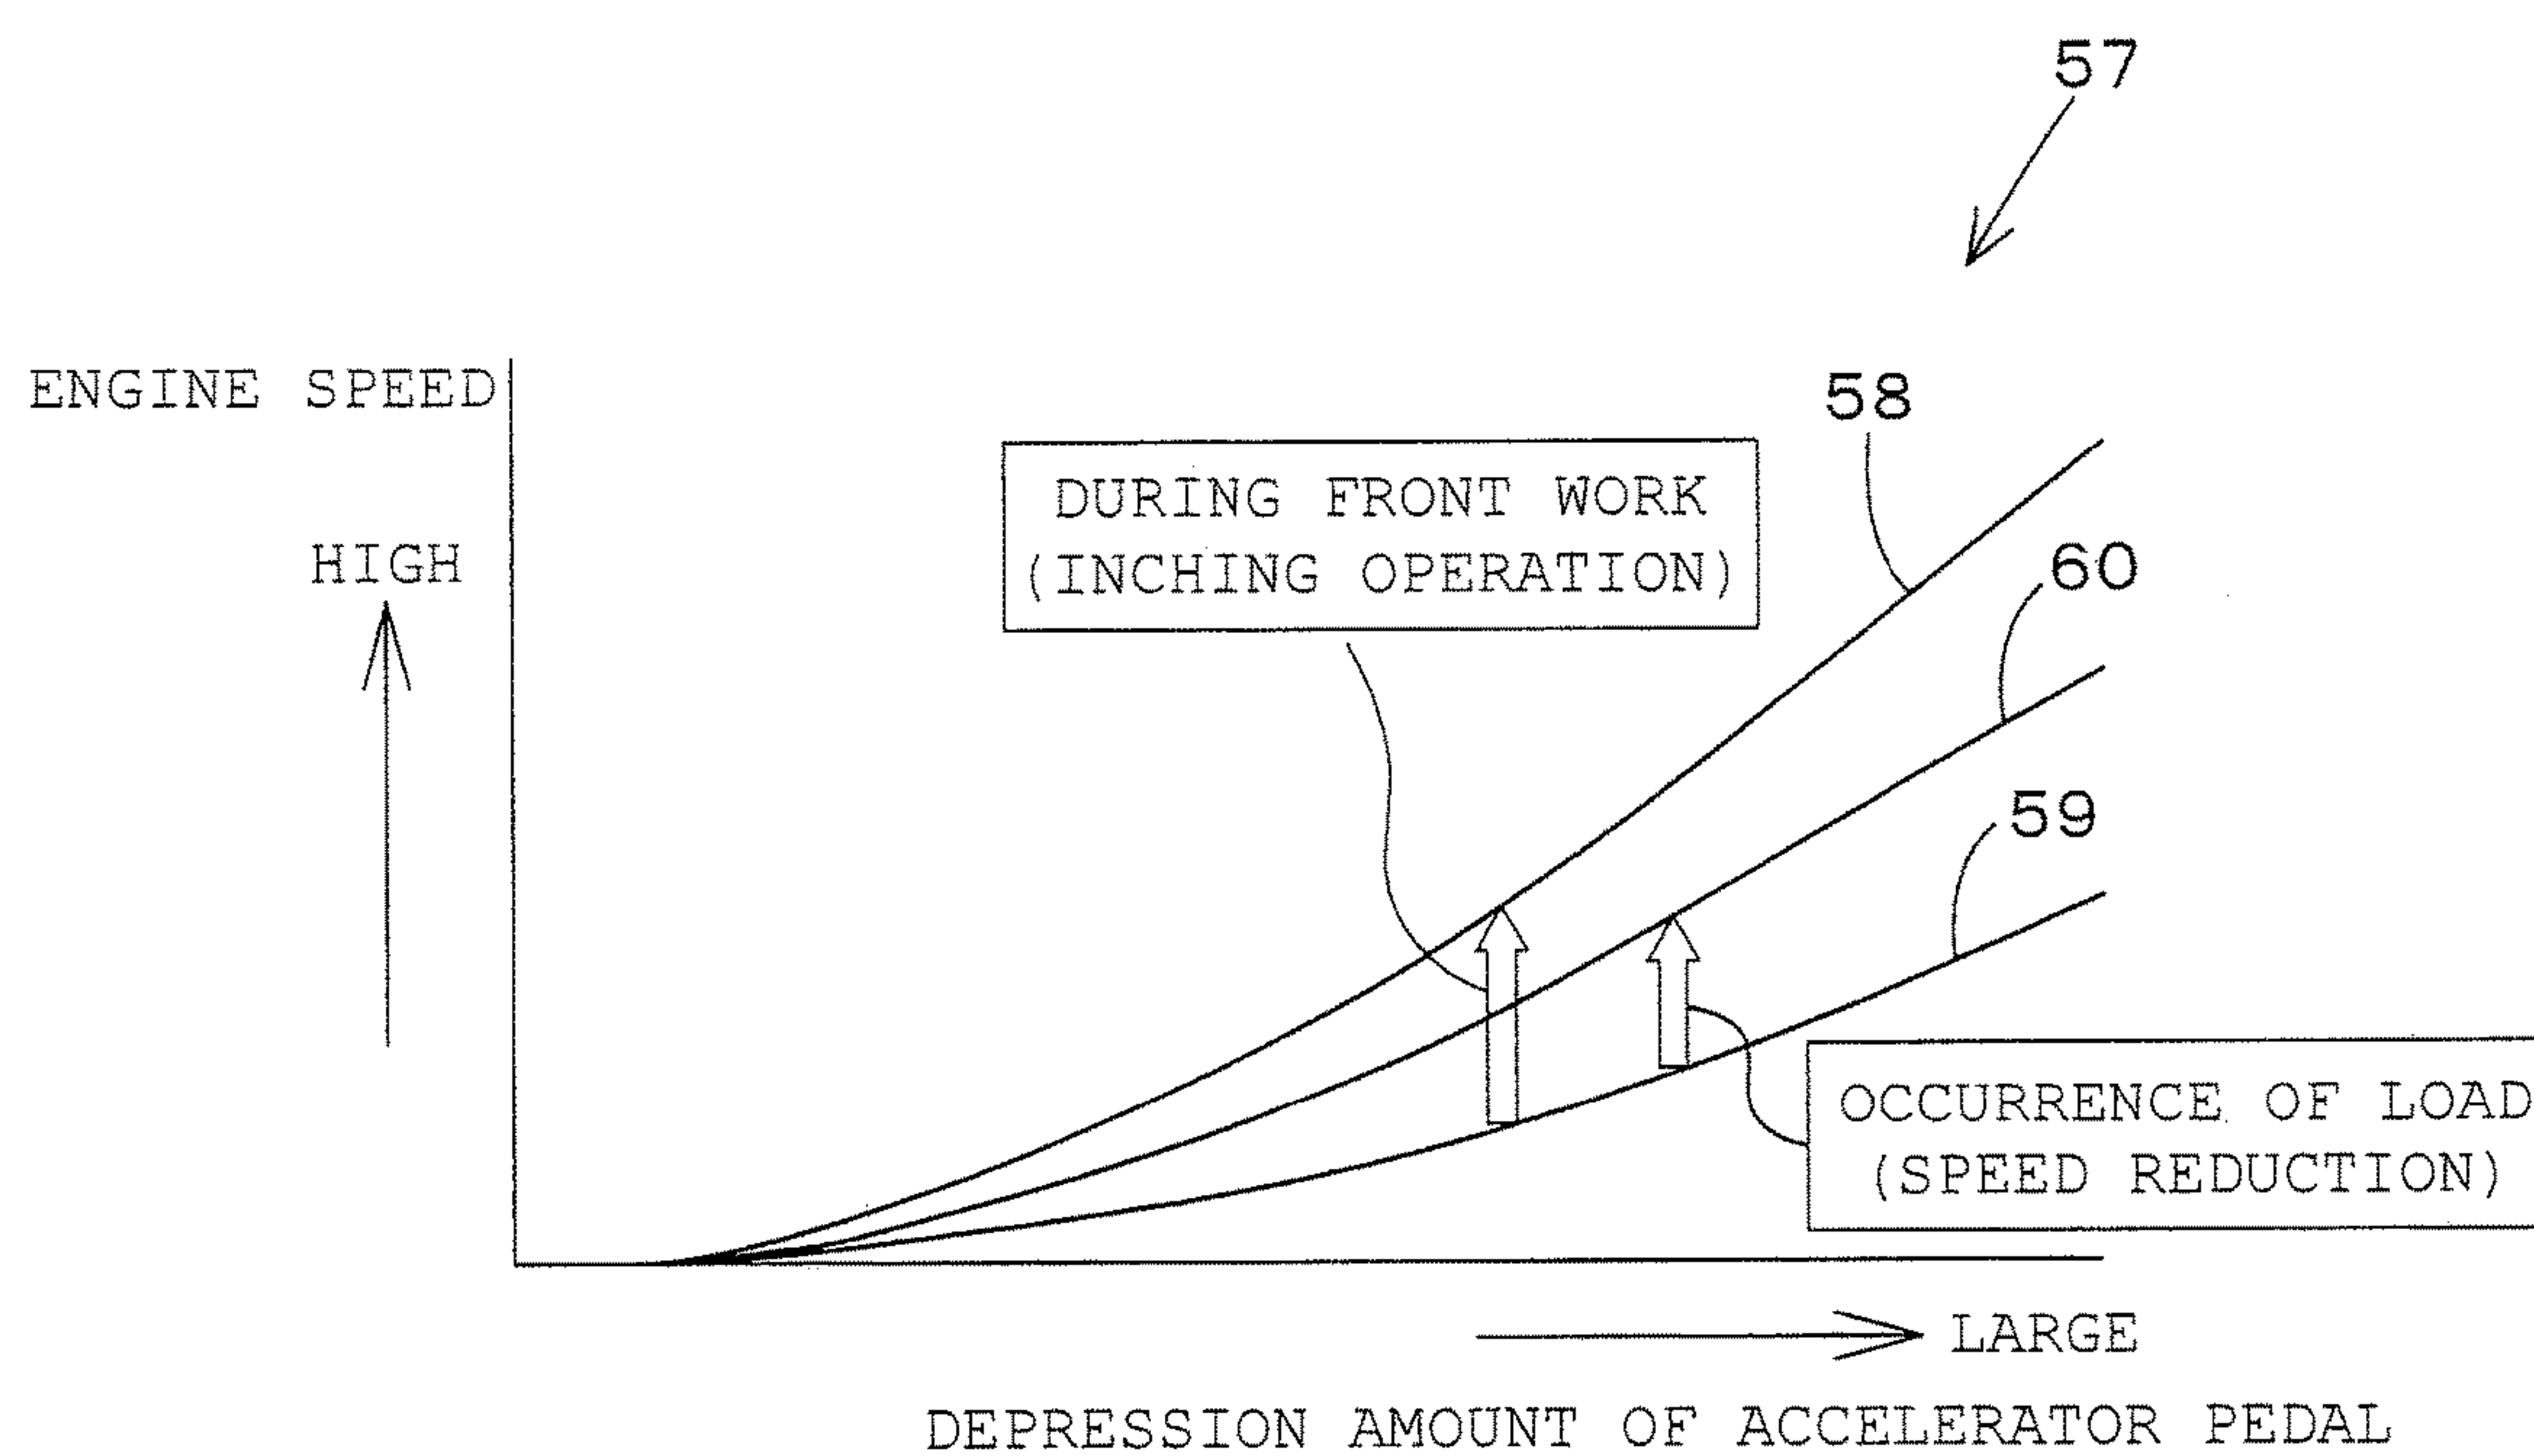 57
ENGINE SPEED
58
DURING FRONT WORK
(INCHING OPERATION)
HIGH
60
59
OCCURRENCE OF LOAD
(SPEED REDUCTION)
LARGE
DEPRESSION AMOUNT OF ACCELERATOR PEDAL